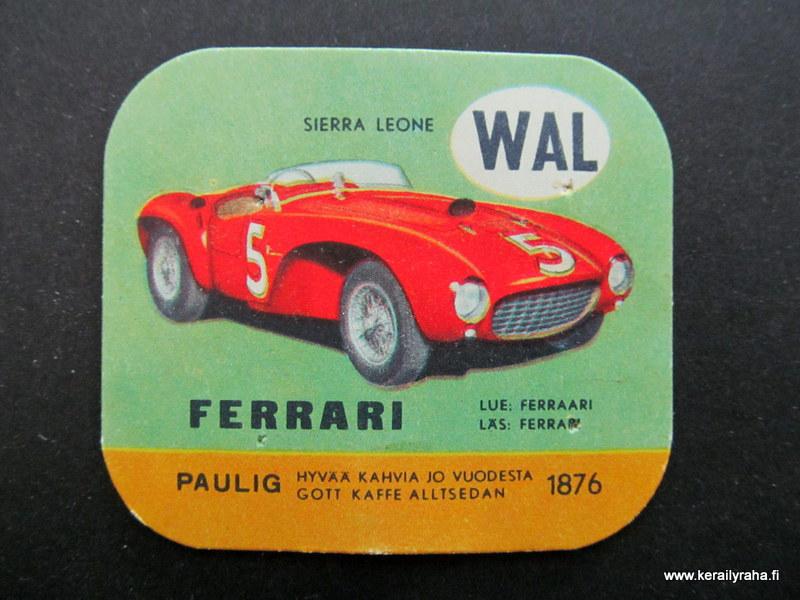 SIERRA LEONE
WAL
5
5
FERRARI
LUE: FERRAARI
LÄS: FERRARI
PAULIG
HYVÄÄ KAHVIA JO VUODESTA
GOTT KAFFE ALLTSEDAN
1876
www.kerailyraha.fi